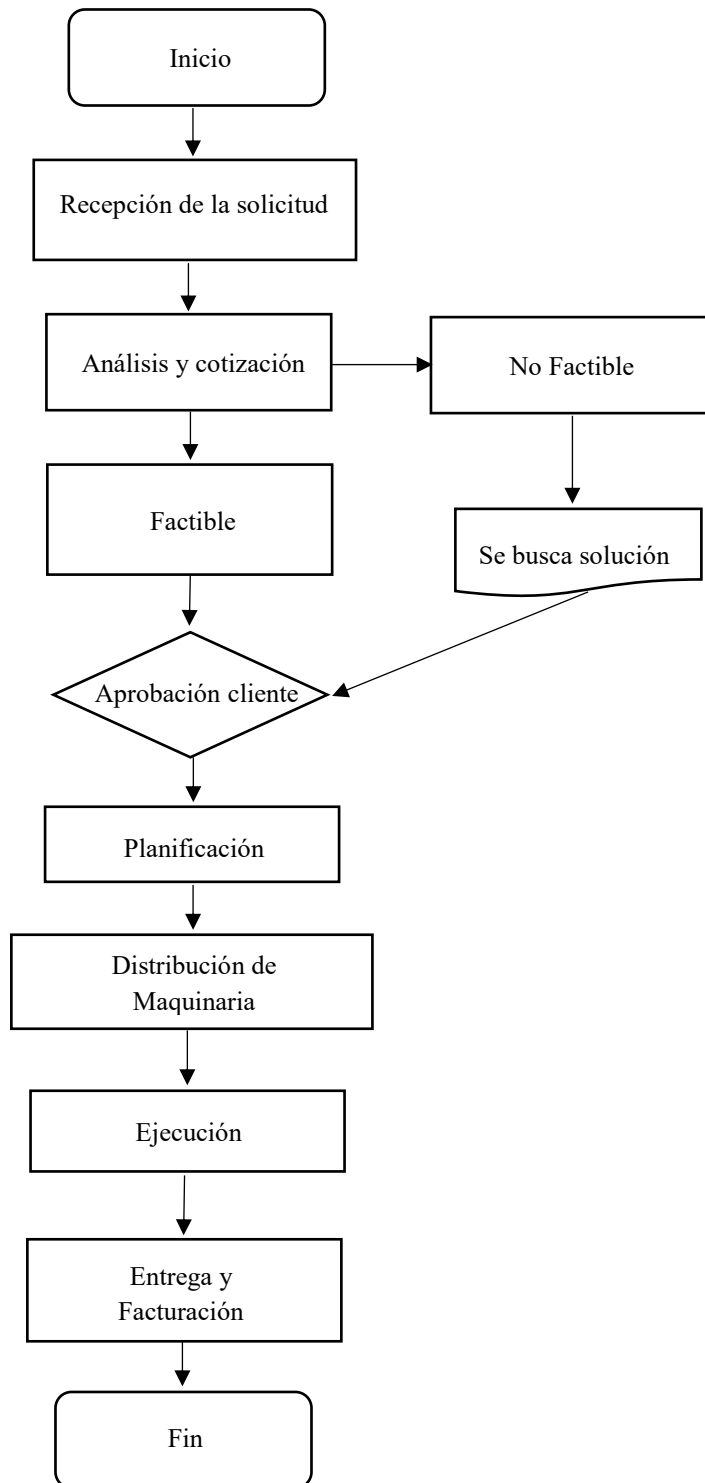 Inicio
Recepción de la solicitud
Análisis y cotización
No Factible
Factible
Se busca solución
Aprobación cliente
Planificación
Distribución de
Maquinaria
Ejecución
Entrega y
Facturación
Fin